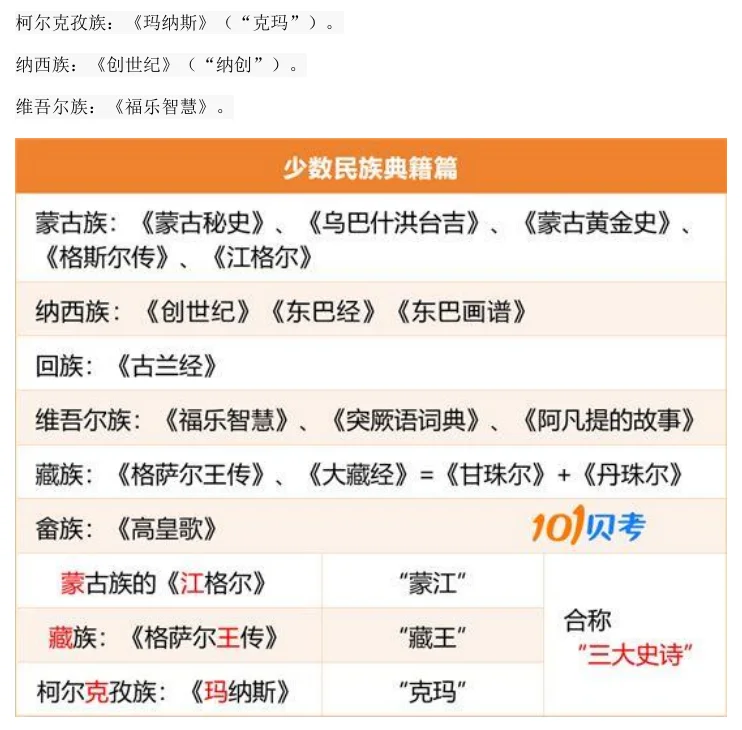 柯尔克孜族：《玛纳斯》（“克玛”）。
纳西族：《创世纪》（“纳创”）。
维吾尔族：《福乐智慧》。
少数民族典籍篇
蒙古族：《蒙古秘史》、《乌巴什洪台吉》、《蒙古黄金史》、
《格斯尔传》、《江格尔》
纳西族：《创世纪》《东巴经》《东巴画谱》
回族：《古兰经》
维吾尔族：《福乐智慧》、《突厥语词典》、《阿凡提的故事》
藏族：《格萨尔王传》、《大藏经》=《甘珠尔》+《丹珠尔》
畲族：《高皇歌》
101贝考
蒙古族的《江格尔》 “蒙江”
藏族：《格萨尔王传》 “藏王”
柯尔克孜族：《玛纳斯》 “克玛”
合称
“三大史诗”